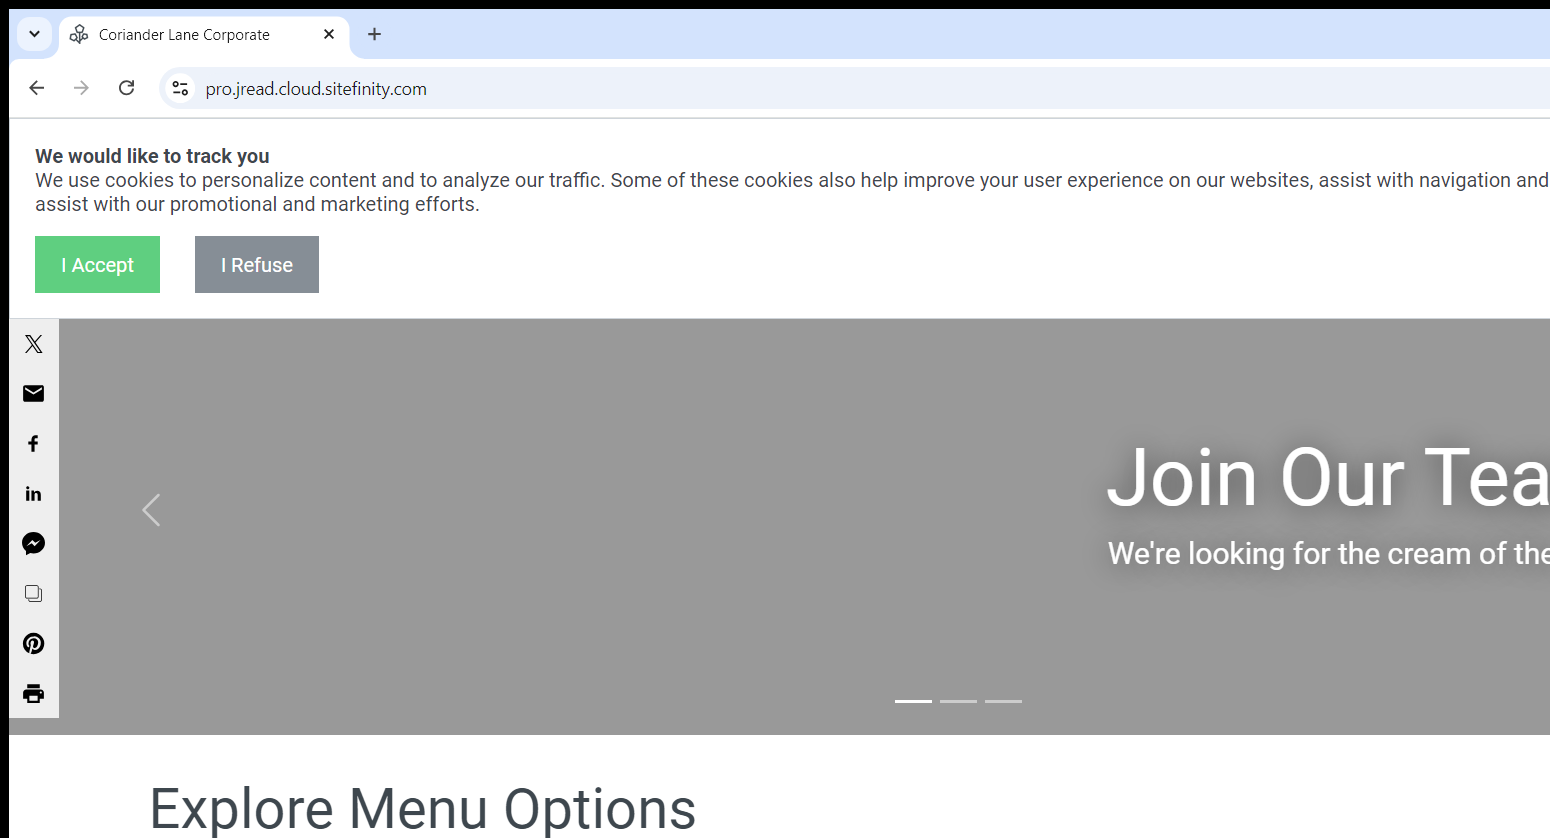 Coriander Lane Corporate
pro.jread.cloud.sitefinity.com
We would like to track you
We use cookies to personalize content and to analyze our traffic. Some of these cookies also help improve your user experience on our websites, assist with navigation and
assist with our promotional and marketing efforts.
I Accept
I Refuse
Join Our Tea
We're looking for the cream of the
Explore Menu Options